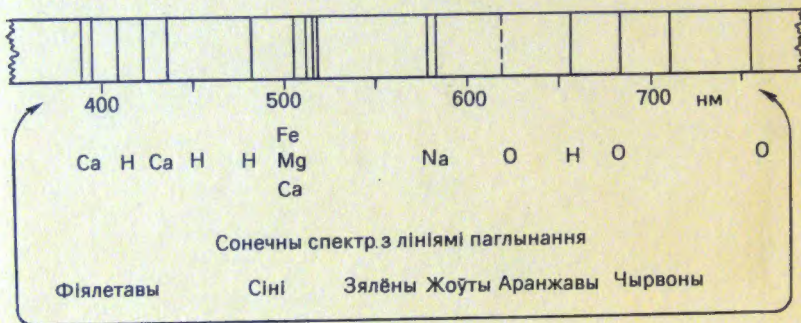 400 500 600 700 нм
Fe
Ca H Ca H H Mg Na O H O O
Ca
Сонечны спектр. з лініямі паглынання
Фіялетавы Сіні Зялёны Жоўты Аранжавы Чырвоны